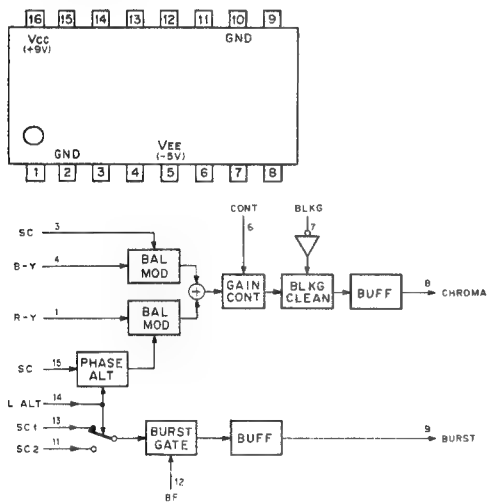 16 15 14 13 12 11 10 9
VCC GND
(+9V)
GND VEE
(-5V)
1 2 3 4 5 6 7 8
CONT BLKG
SC 3 6 7
B-Y 4 BAL
MOD
GAIN
CONT
BLKG
CLEAN
BUFF 8 CHROMA
R-Y 1 BAL
MOD
SC 15 PHASE
ALT
L ALT 14
SC1 13
SC2 11
BURST
GATE
BUFF 9 BURST
12
BF